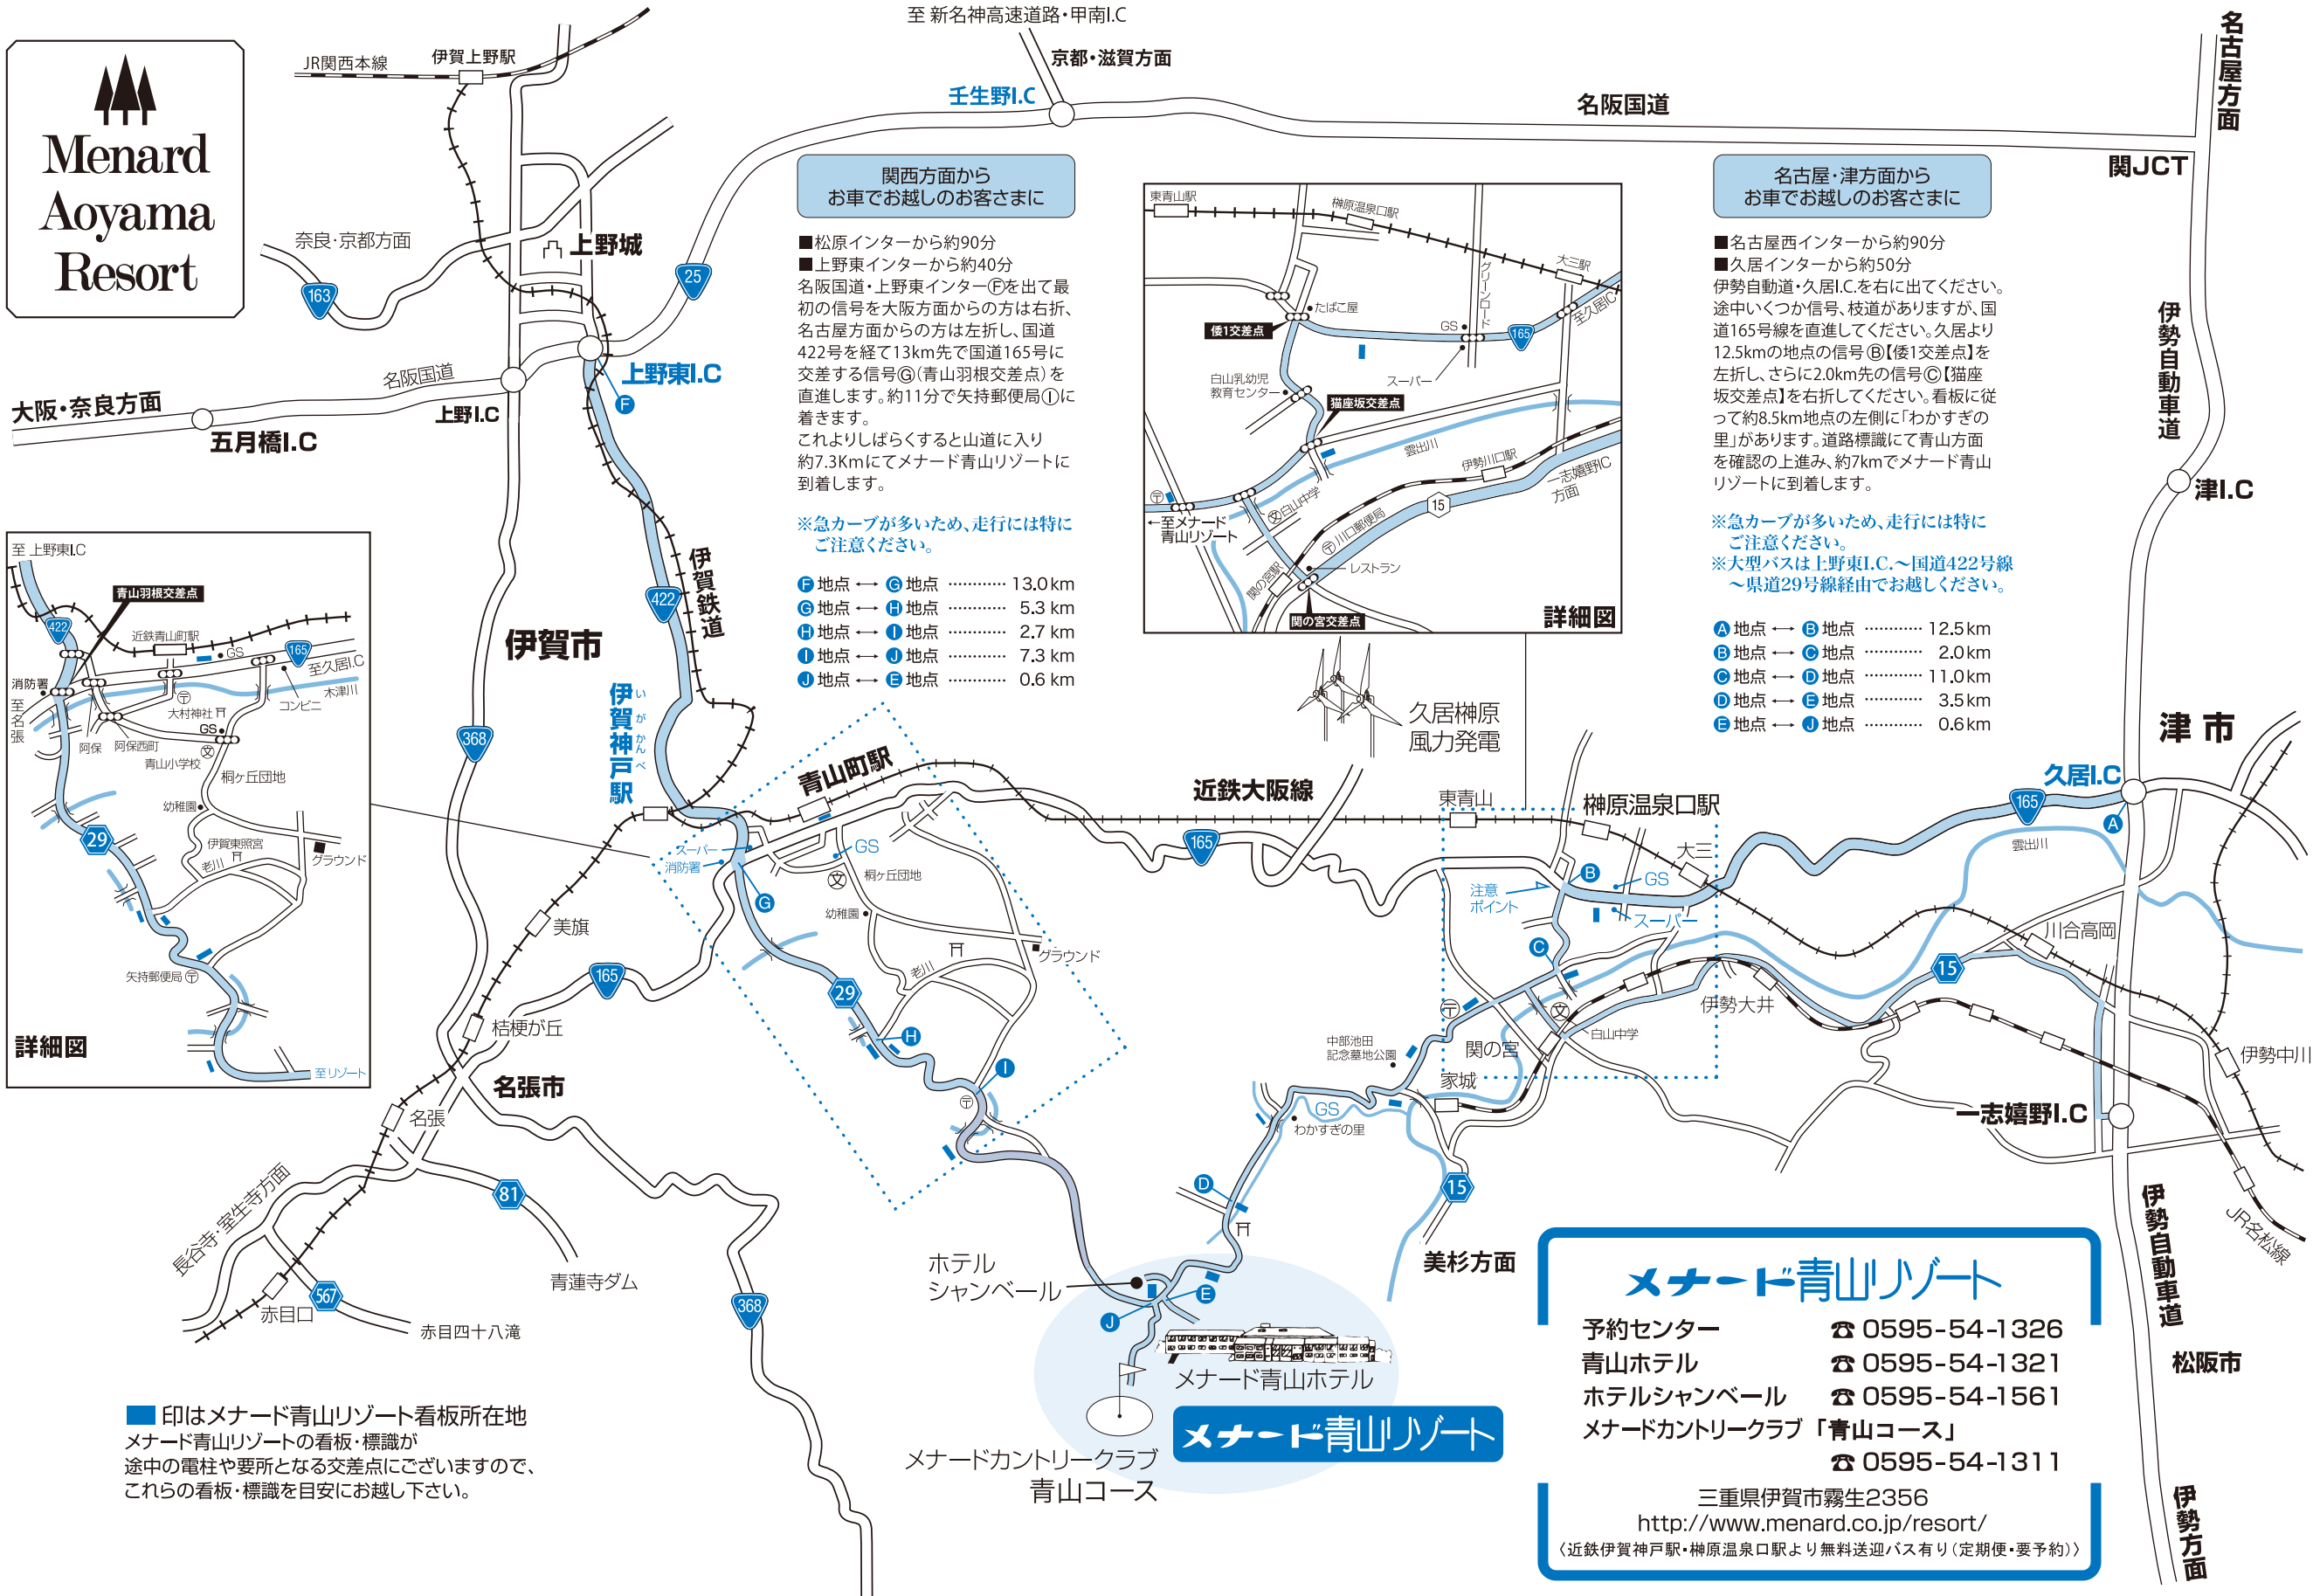 Menard
Aoyama
Resort
JR関西本線
伊賀上野駅
至 新名神高速道路・甲南I.C
京都・滋賀方面
壬生野I.C
名阪国道
名古屋方面
関JCT
奈良・京都方面
163
上野城
25
名阪国道
大阪・奈良方面
五月橋I.C
上野I.C
上野東I.C
F
関西方面から
お車でお越しのお客さまに
■松原インターから約90分
■上野東インターから約40分
名阪国道・上野東インターⒻを出て最
初の信号を大阪方面からの方は右折、
名古屋方面からの方は左折し、国道
422号を経て13km先で国道165号に
交差する信号Ⓖ(青山羽根交差点)を
直進します。約11分で矢持郵便局Ⓘに
着きます。
これよりしばらくすると山道に入り
約7.3Kmにてメナード青山リゾートに
到着します。
※急カーブが多いため、走行には特に
ご注意ください。
F 地点 ←→ G 地点 ………… 13.0 km
G 地点 ←→ H 地点 ………… 5.3 km
H 地点 ←→ I 地点 ………… 2.7 km
I 地点 ←→ J 地点 ………… 7.3 km
J 地点 ←→ E 地点 ………… 0.6 km
東青山駅
榊原温泉口駅
大三駅
グリーンロード
至久居IC
たばこ屋
GS
165
倭1交差点
スーパー
白山乳幼児
教育センター
猫座坂交差点
雲出川
伊勢川口駅
一志嬉野IC
方面
〒
文白山中学
15
←至メナード
青山リゾート
〒川口郵便局
関の宮駅
レストラン
関の宮交差点
詳細図
名古屋・津方面から
お車でお越しのお客さまに
■名古屋西インターから約90分
■久居インターから約50分
伊勢自動道・久居I.C.を右に出てください。
途中いくつか信号、枝道がありますが、国
道165号線を直進してください。久居より
12.5kmの地点の信号Ⓑ【倭1交差点】を
左折し、さらに2.0km先の信号Ⓒ【猫座
坂交差点】を右折してください。看板に従
って約8.5km地点の左側に「わかすぎの
里」があります。道路標識にて青山方面
を確認の上進み、約7kmでメナード青山
リゾートに到着します。
※急カーブが多いため、走行には特に
ご注意ください。
※大型バスは上野東I.C.～国道422号線
～県道29号線経由でお越しください。
A 地点 ←→ B 地点 ………… 12.5km
B 地点 ←→ C 地点 ………… 2.0km
C 地点 ←→ D 地点 ………… 11.0km
D 地点 ←→ E 地点 ………… 3.5km
E 地点 ←→ J 地点 ………… 0.6km
伊勢自動車道
津I.C
津市
久居I.C
A
165
雲出川
至 上野東I.C
青山羽根交差点
422
近鉄青山町駅
GS
165
至久居I.C
消防署
木津川
〒
大村神社
コンビニ
至名張
GS
阿保
阿保西町
文
青山小学校
桐ヶ丘団地
幼稚園
29
伊賀東照宮
老川
グラウンド
矢持郵便局〒
詳細図
至リゾート
伊賀市
伊賀鉄道
422
368
伊賀神戸駅
いがかんべ
青山町駅
スーパー
消防署
GS
文
桐ヶ丘団地
G
幼稚園
老川
グラウンド
29
H
I
〒
美旗
165
桔梗が丘
名張市
名張
長谷寺・室生寺方面
81
青蓮寺ダム
567
赤目口
赤目四十八滝
368
久居榊原
風力発電
近鉄大阪線
165
東青山
榊原温泉口駅
大三
注意
ポイント
B
GS
スーパー
C
〒
文
白山中学
関の宮
伊勢大井
15
川合高岡
伊勢中川
中部池田
記念墓地公園
家城
GS
わかすぎの里
D
15
美杉方面
一志嬉野I.C
JR名松線
伊勢自動車道
松阪市
伊勢方面
ホテル
シャンベール
E
J
メナード青山ホテル
メナード青山リゾート
メナードカントリークラブ
青山コース
■印はメナード青山リゾート看板所在地
メナード青山リゾートの看板・標識が
途中の電柱や要所となる交差点にございますので、
これらの看板・標識を目安にお越し下さい。
メナード青山リゾート
予約センター ☎ 0595-54-1326
青山ホテル ☎ 0595-54-1321
ホテルシャンベール ☎ 0595-54-1561
メナードカントリークラブ「青山コース」
☎ 0595-54-1311
三重県伊賀市霧生2356
http://www.menard.co.jp/resort/
〈近鉄伊賀神戸駅・榊原温泉口駅より無料送迎バス有り(定期便・要予約)〉